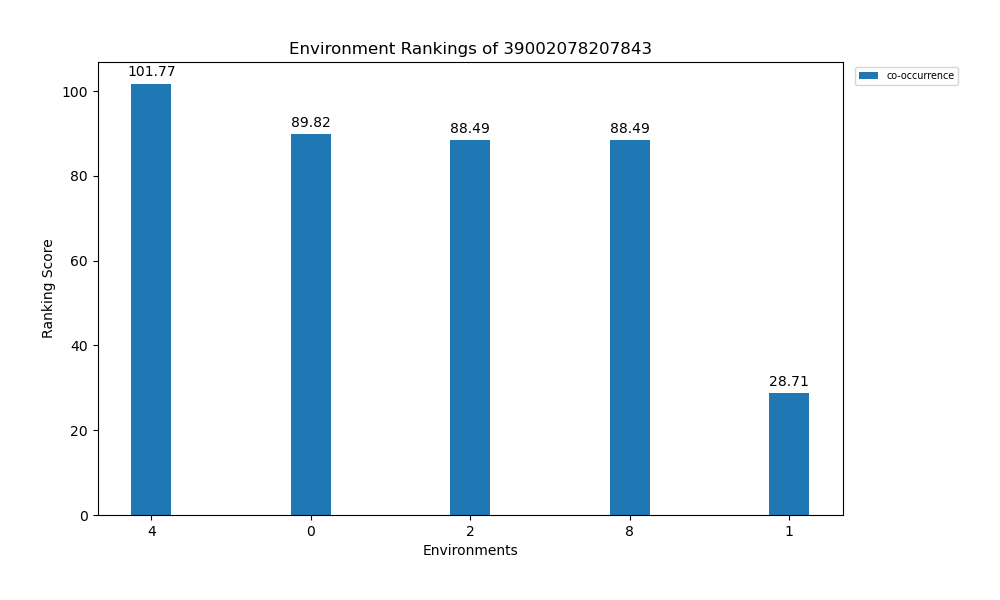 Environment Rankings of 39002078207843
co-occurrence
101.77
89.82
88.49
88.49
28.71
100
80
60
40
20
0
Ranking Score
4 0 2 8 1
Environments